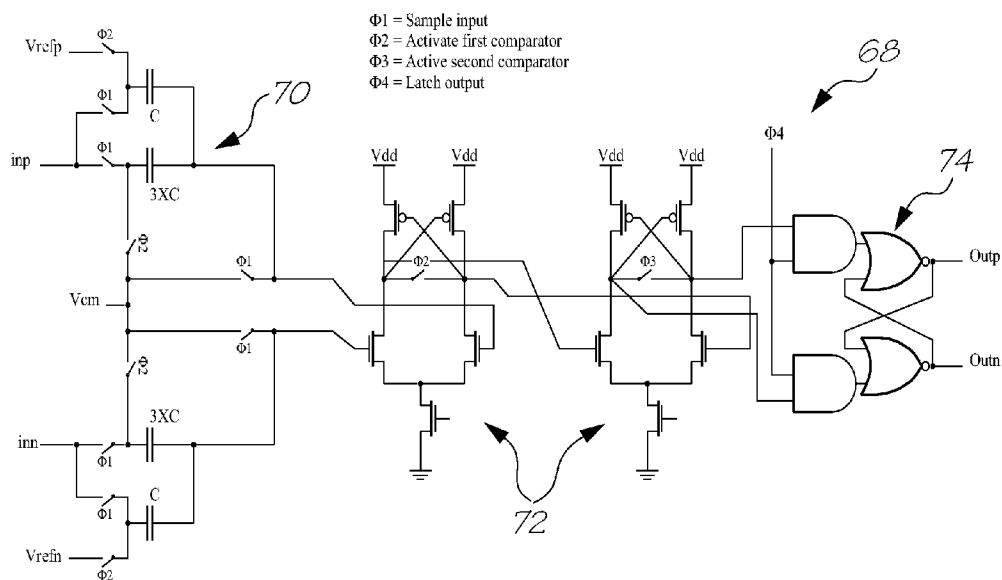 Φ1 = Sample input
Φ2 = Activate first comparator
Φ3 = Active second comparator
Φ4 = Latch output
68
70
Φ2
Vrefp
Φ1
C
inp
Φ1
3XC
Φ2
Φ1
Vcm
Φ1
Φ2
3XC
inn
Φ1
C
Φ1
Vrefn
Φ2
Vdd
Vdd
Φ2
Vdd
Vdd
Φ3
72
Φ4
74
Outp
Outn